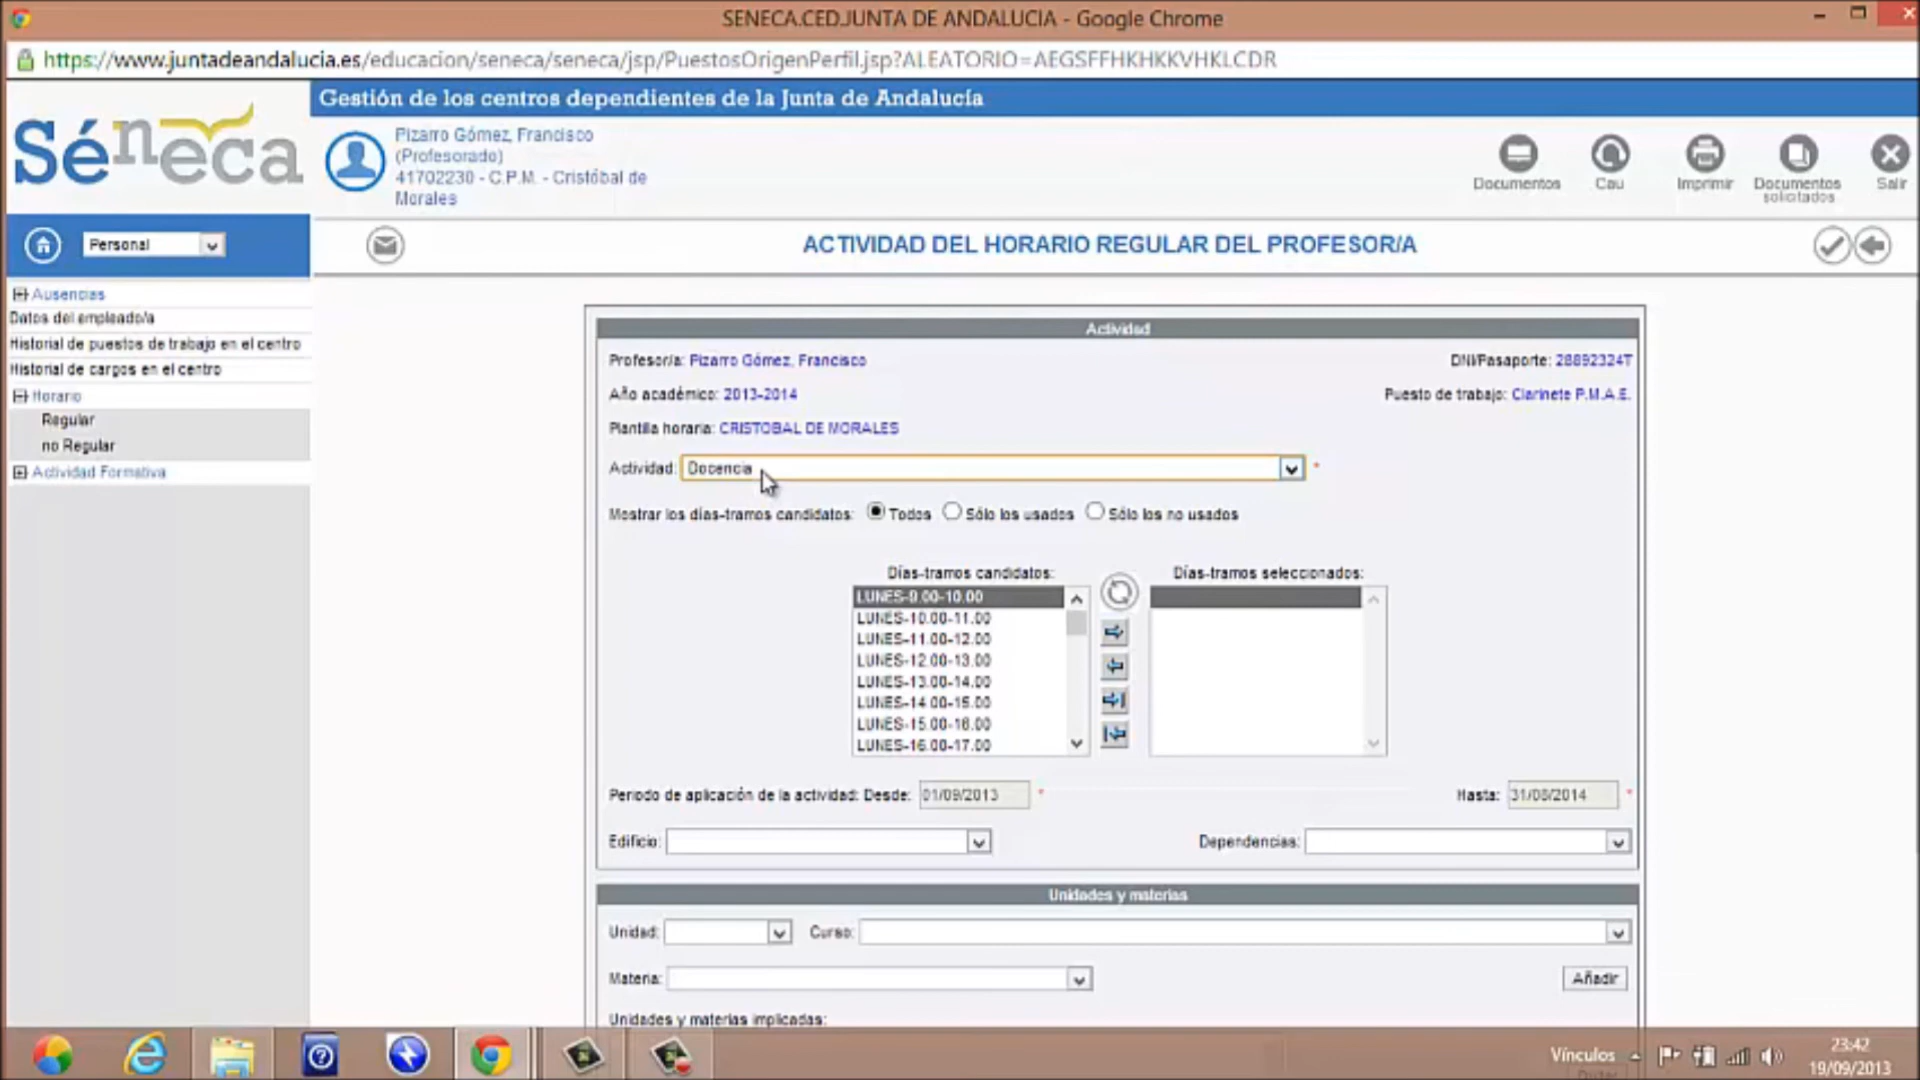 SENECA.CED.JUNTA DE ANDALUCIA - Google Chrome
https://www.juntadeandalucia.es/educacion/seneca/seneca/jsp/PuestosOrigenPerfil.jsp?ALEATORIO=AEGSFFHKHKKVHKLCDR
Séneca
Gestión de los centros dependientes de la Junta de Andalucía
Pizarro Gómez, Francisco
(Profesorado)
41702230 - C.P.M. - Cristóbal de
Morales
Documentos
Cau
Imprimir
Documentos
solicitados
Salir
Personal
ACTIVIDAD DEL HORARIO REGULAR DEL PROFESOR/A
Ausencias
Datos del empleado/a
Historial de puestos de trabajo en el centro
Historial de cargos en el centro
Horario
Regular
no Regular
Actividad Formativa
Actividad
Profesor/a: Pizarro Gómez, Francisco
DNI/Pasaporte: 28892324T
Año académico: 2013-2014
Puesto de trabajo: Clarinete P.M.A.E.
Plantilla horaria: CRISTOBAL DE MORALES
Actividad: Docencia *
Mostrar los días-tramos candidatos: Todos Sólo los usados Sólo los no usados
Días-tramos candidatos:
Días-tramos seleccionados:
LUNES-9.00-10.00
LUNES-10.00-11.00
LUNES-11.00-12.00
LUNES-12.00-13.00
LUNES-13.00-14.00
LUNES-14.00-15.00
LUNES-15.00-16.00
LUNES-16.00-17.00
Periodo de aplicación de la actividad: Desde: 01/09/2013 *
Hasta: 31/08/2014 *
Edificio:
Dependencias:
Unidades y materias
Unidad:
Curso:
Materia:
Añadir
Unidades y materias implicadas:
Vínculos
23:42
19/09/2013